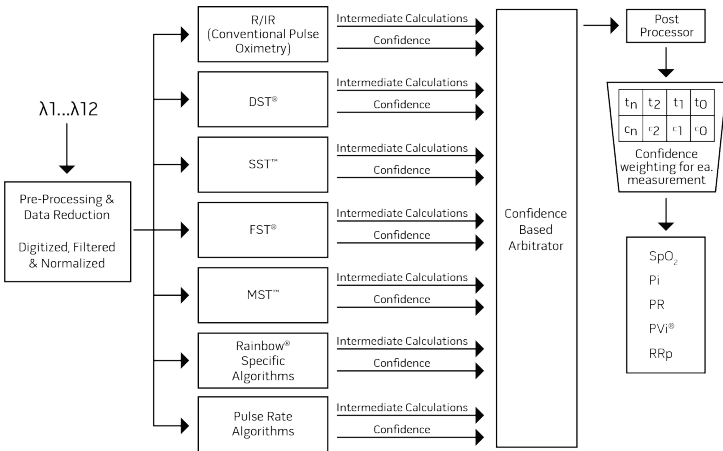 λ1...λ12
Pre-Processing &
Data Reduction
Digitized, Filtered
& Normalized
R/IR
(Conventional Pulse
Oximetry)
Intermediate Calculations
Confidence
DST®
Intermediate Calculations
Confidence
SST™
Intermediate Calculations
Confidence
FST®
Intermediate Calculations
Confidence
MST™
Intermediate Calculations
Confidence
Rainbow®
Specific
Algorithms
Intermediate Calculations
Confidence
Pulse Rate
Algorithms
Intermediate Calculations
Confidence
Confidence
Based
Arbitrator
Post
Processor
tn t2 t1 t0
cn c2 c1 c0
Confidence
weighting for ea.
measurement
SpO₂
Pi
PR
PVi®
RRp